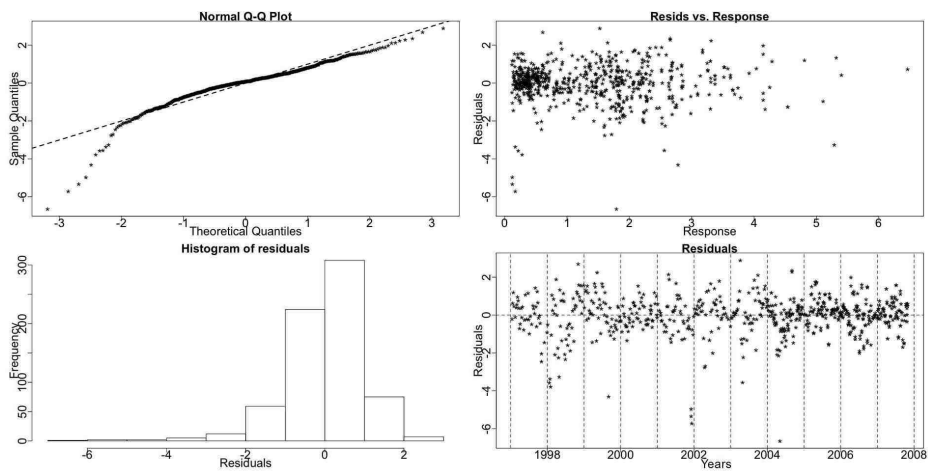 Normal Q-Q Plot
Sample Quantiles
2
0
-2
-4
-6
-3 -2 -1 0 1 2 3
Theoretical Quantiles
Resids vs. Response
Residuals
2
0
-2
-4
-6
0 1 2 3 4 5 6
Response
Histogram of residuals
Frequency
300
200
100
50
0
-6 -4 -2 0 2
Residuals
Residuals
Residuals
2
0
-2
-4
-6
1998 2000 2002 2004 2006 2008
Years